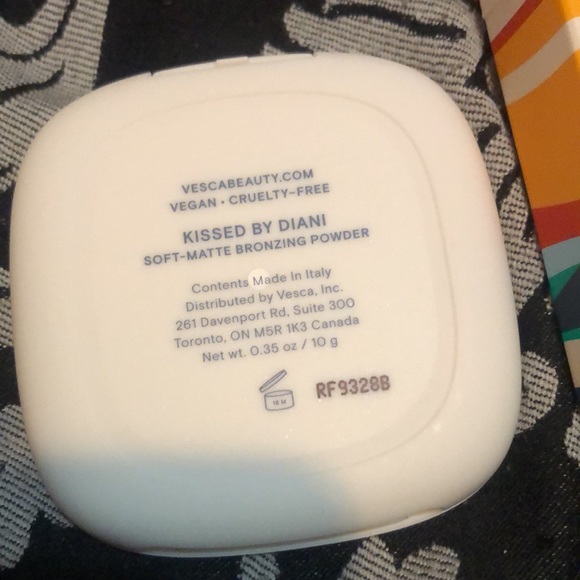 VESCABEAUTY.COM
VEGAN • CRUELTY-FREE
KISSED BY DIANI
SOFT-MATTE BRONZING POWDER
Contents Made In Italy
Distributed by Vesca, Inc.
261 Davenport Rd, Suite 300
Toronto, ON M5R 1K3 Canada
Net wt. 0.35 oz / 10 g
RF9328B